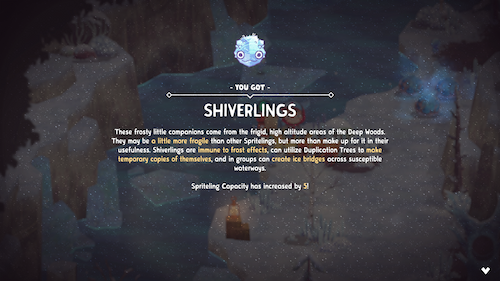 - YOU GOT -
SHIVERLINGS
These frosty little companions come from the frigid, high altitude areas of the Deep Woods.
They may be a little more fragile than other Spritelings, but more than make up for it in their
usefulness. Shiverlings are immune to frost effects, can utilize Duplication Trees to make
temporary copies of themselves, and in groups can create ice bridges across susceptible
waterways.
Spriteling Capacity has increased by 5!